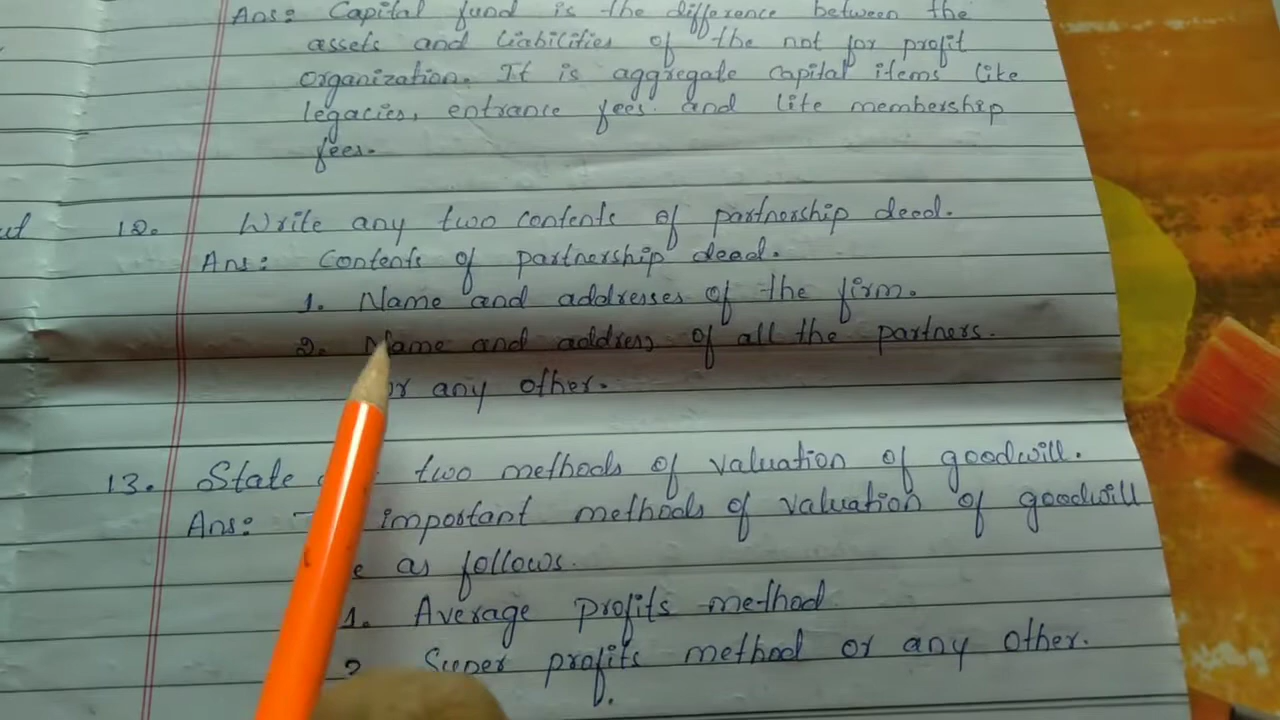 Ans: Capital fund is the difference between the
assets and liabilities of the not for profit
organization. It is aggregate capital items like
legacies, entrance fees. and lite membership
fees.
12. Write any two contents of partnership dead.
Ans: Contents of partnership dead.
1. Name and addresses of the firm.
2. Name and address of all the partners.
any other.
13. State two methods of valuation of goodwill.
Ans: important methods of valuation of goodwill
as follows.
1. Average profits method
2 Super profits method or any other.